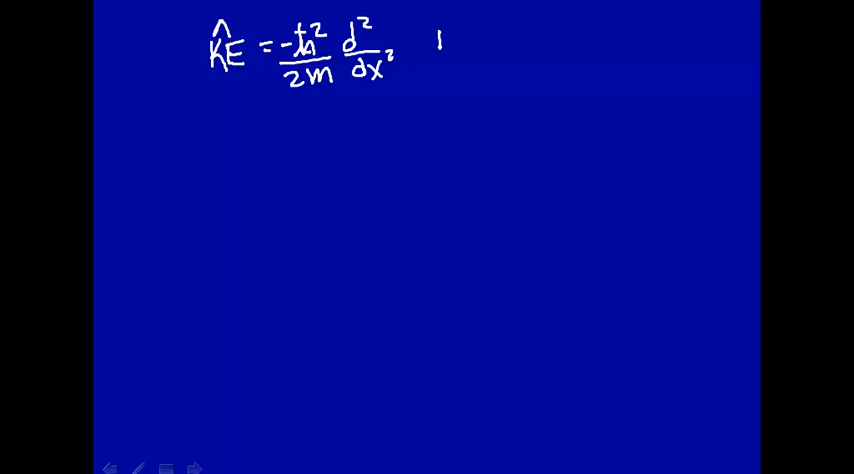 K̂E = -ħ²/2m d²/dx² I